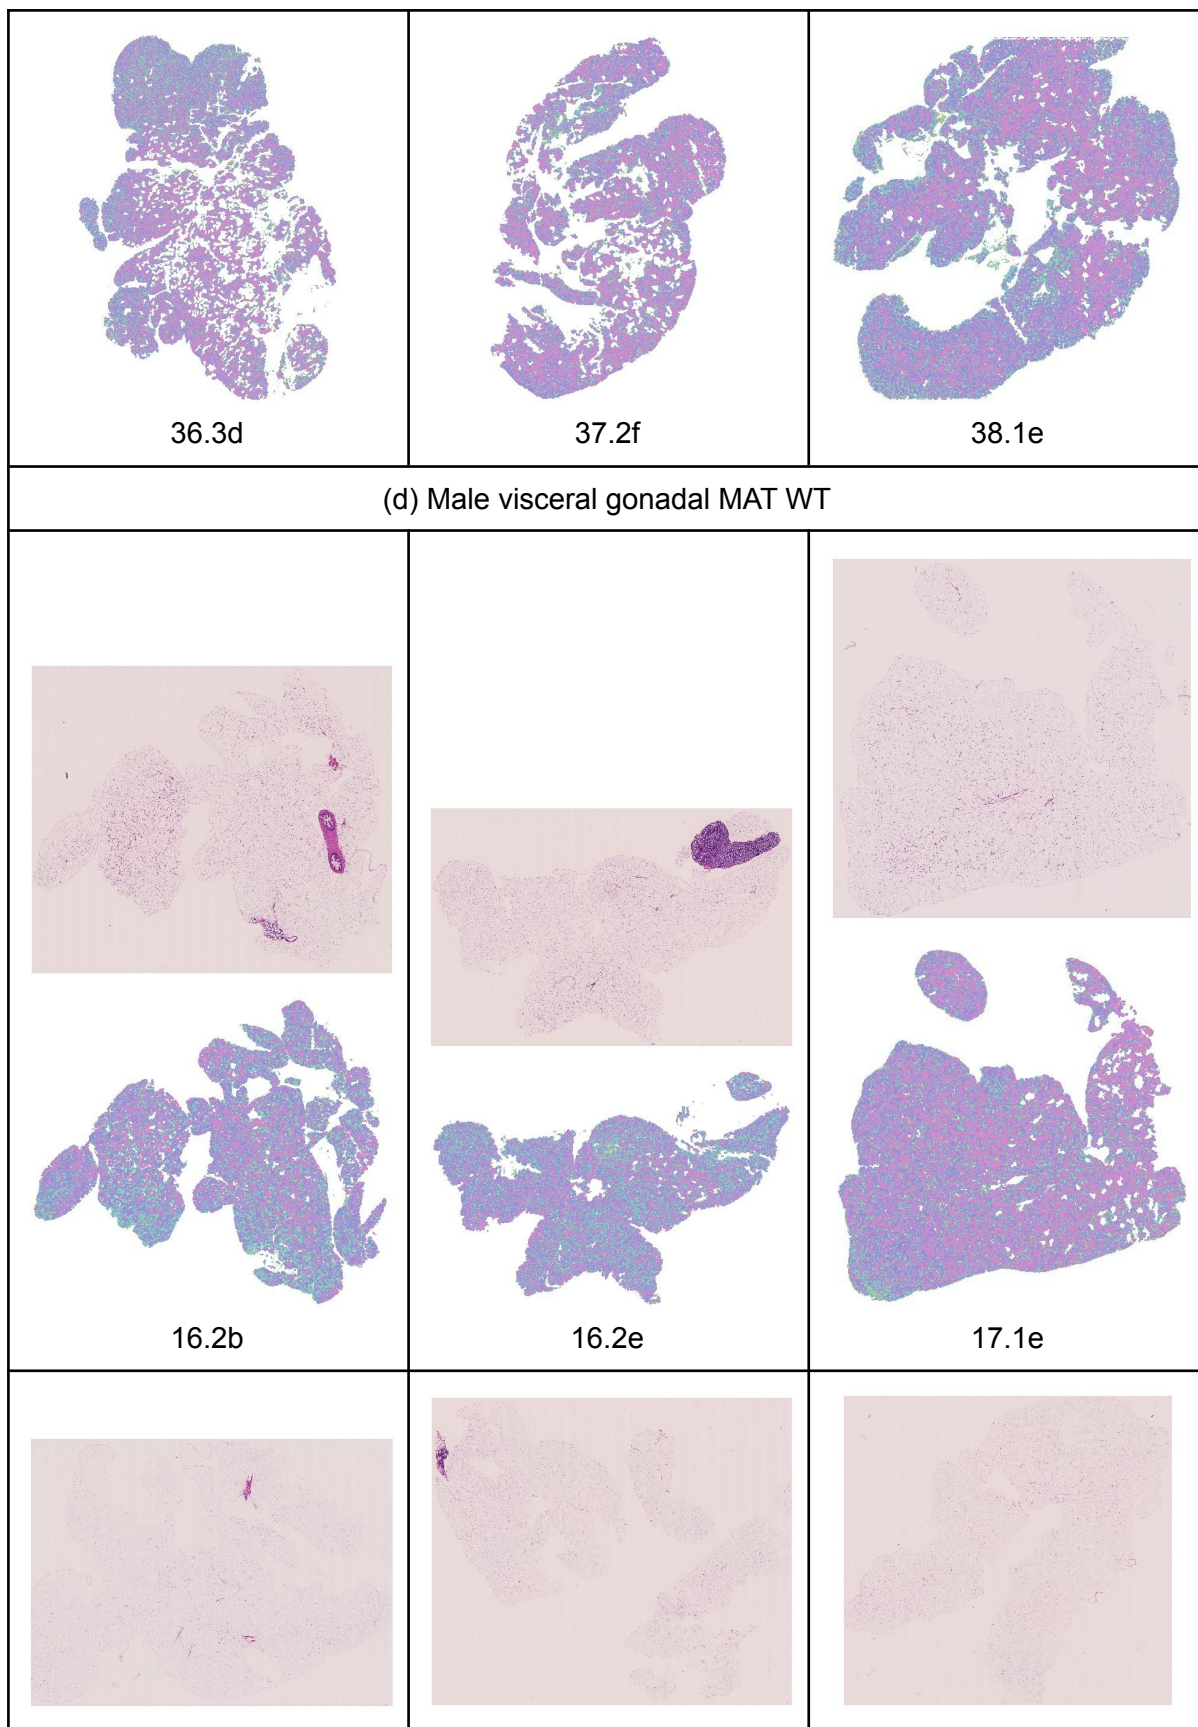 36.3d
37.2f
38.1e
(d) Male visceral gonadal MAT WT
16.2b
16.2e
17.1e